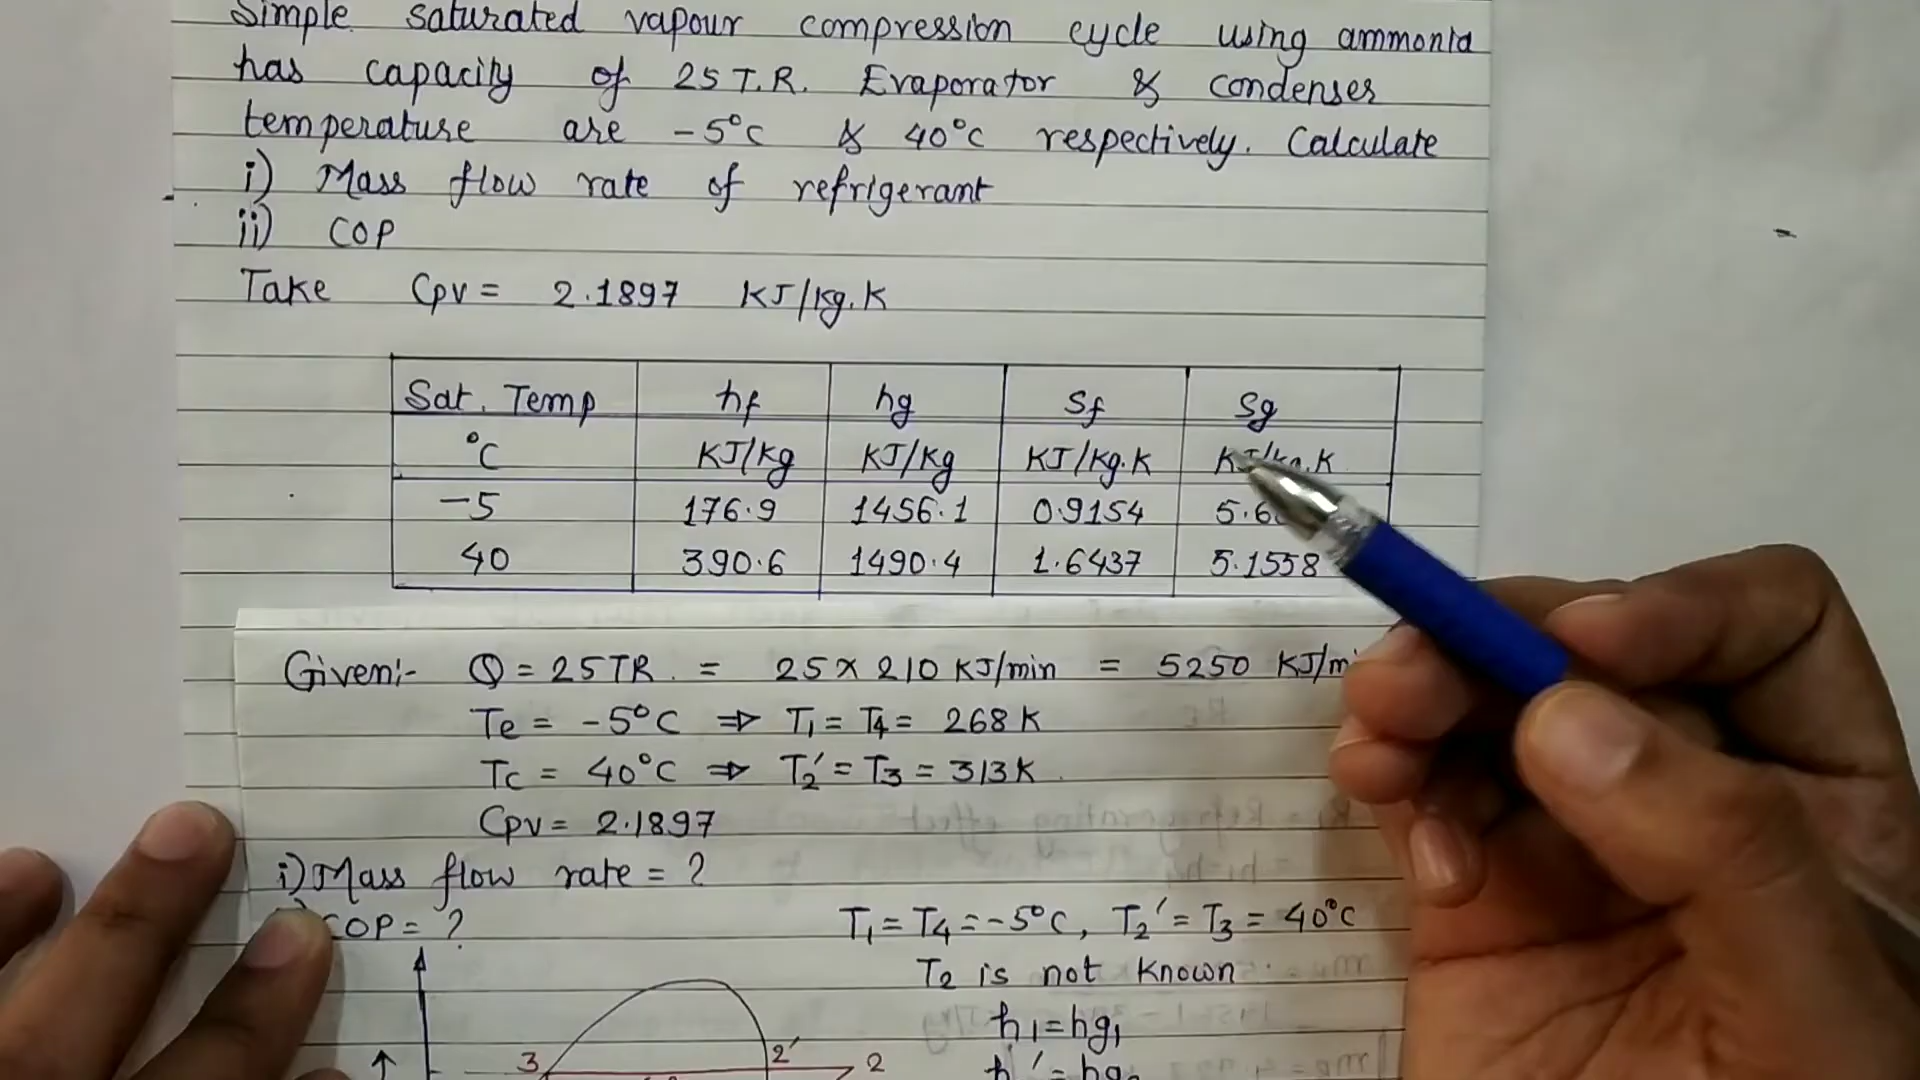 Simple saturated vapour compression cycle using ammonia
has capacity of 25 T.R. Evaporator & condenser
temperature are -5°C & 40°C respectively. Calculate
i) Mass flow rate of refrigerant
ii) COP
Take Cpv = 2.1897 KJ/kg.K
Sat. Temp hf hg Sf Sg
°C KJ/kg KJ/kg KJ/kg.K KJ/kg.K
-5 176.9 1456.1 0.9154
40 390.6 1490.4 1.6437 5.1558
Given:- Q = 25TR. = 25 x 210 KJ/min = 5250
Te = -5°C ⇒ T1 = T4 = 268 K
Tc = 40°C ⇒ T2' = T3 = 313K
Cpv = 2.1897
i) Mass flow rate = ?
COP = ?
T1 = T4 = -5°C, T2' = T3 = 40°C
T2 is not known
h1 = hg1
3 2' 2